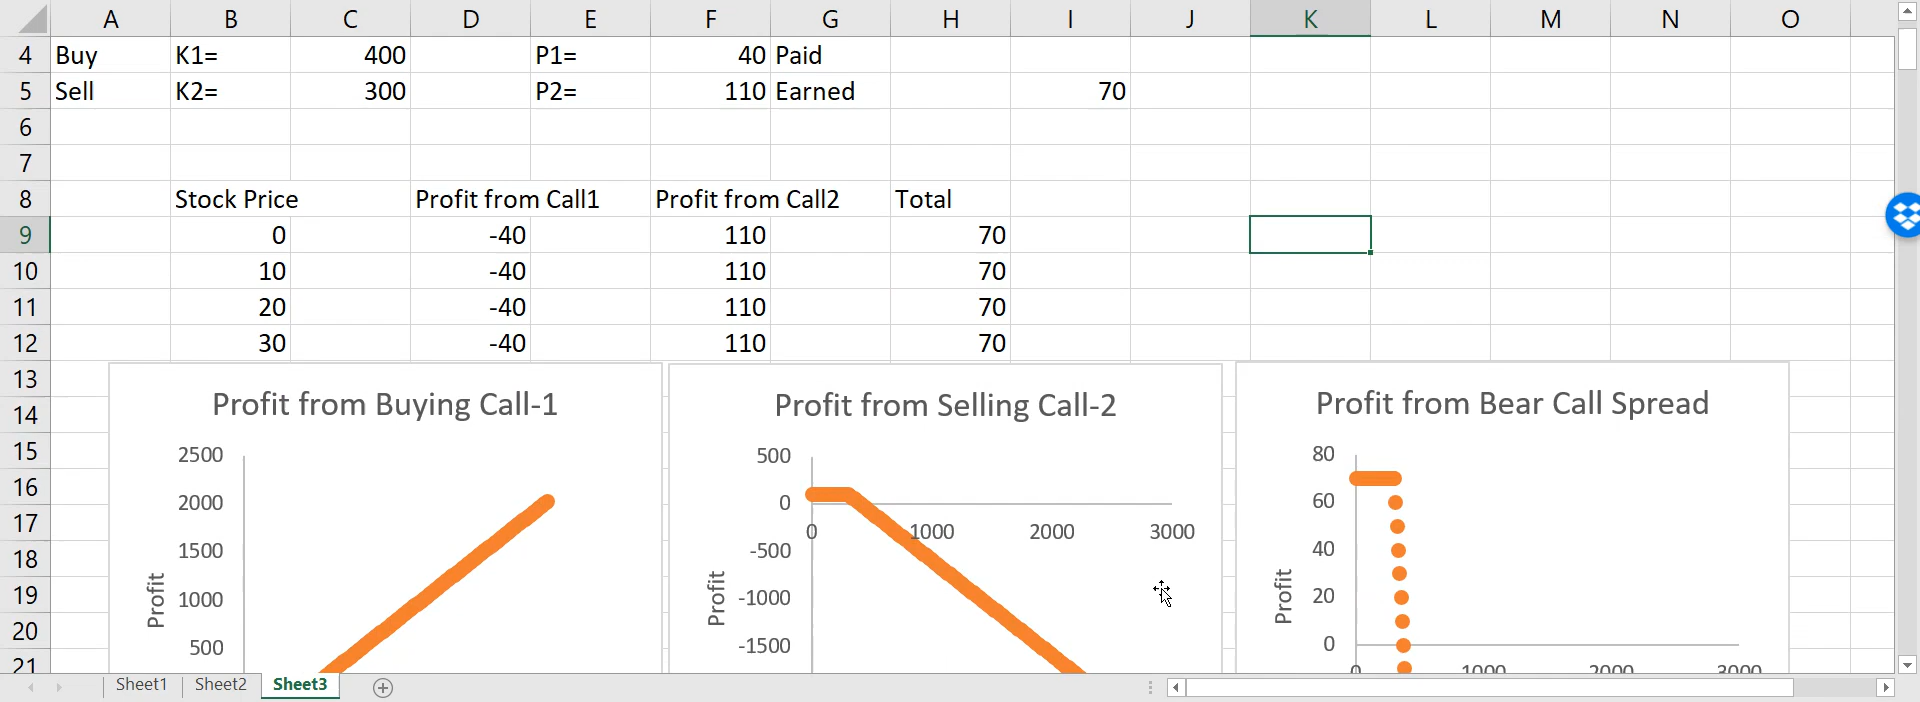 A B C D E F G H I J K L M N O
4 Buy K1= 400 P1= 40 Paid
5 Sell K2= 300 P2= 110 Earned 70
6
7
8 Stock Price Profit from Call1 Profit from Call2 Total
9 0 -40 110 70
10 10 -40 110 70
11 20 -40 110 70
12 30 -40 110 70
13
14
15
16
17
18
19
20
21
Profit from Buying Call-1
2500
2000
1500
1000
500
Profit
Profit from Selling Call-2
500
0
-500
-1000
-1500
0 1000 2000 3000
Profit
Profit from Bear Call Spread
80
60
40
20
0
0 1000 2000 3000
Profit
Sheet1 Sheet2 Sheet3